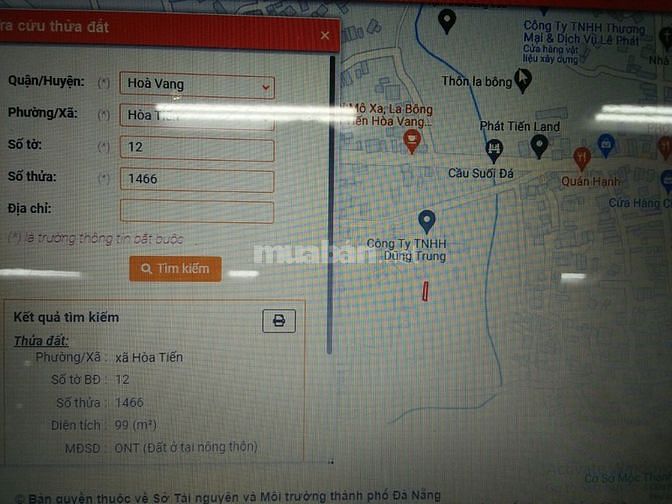 ra cứu thửa đất
×
Quận/Huyện: (*) Hoà Vang
Phường/Xã: (*) Hòa Tiến
Số tờ: (*) 12
Số thửa: (*) 1466
Địa chỉ:
(*) là trường thông tin bắt buộc
Tìm kiếm
Kết quả tìm kiếm
Thửa đất:
Phường/Xã : xã Hòa Tiến
Số tờ BĐ : 12
Số thửa : 1466
Diện tích : 99 (m²)
MĐSD : ONT (Đất ở tại nông thôn)
© Bản quyền thuộc về Sở Tài nguyên và Môi trường thành phố Đà Nẵng
Công Ty TNHH Thương
Mại & Dịch Vụ Lê Phát
Cửa hàng vật
liệu xây dựng
Nhà
Thôn la bông
Mô Xa, La Bông
Tiến Hòa Vang...
Phát Tiến Land
Cầu Suối Đá
Quán Hạnh
Cửa Hàng C
Công Ty TNHH
Dũng Trung
muaban
Cơ Sở Mộc Thà